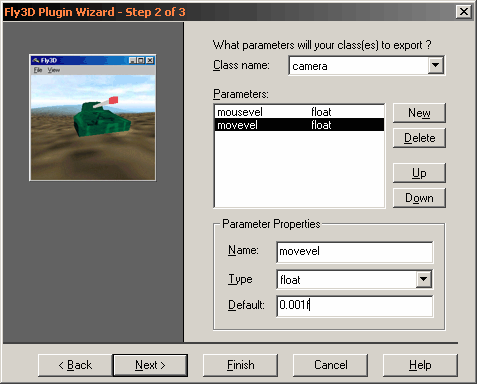 Fly3D Plugin Wizard - Step 2 of 3
Fly3D
File View
What parameters will your class(es) to export ?
Class name: camera
Parameters:
mousevel float
movevel float
New
Delete
Up
Down
Parameter Properties
Name: movevel
Type float
Default: 0.001f
< Back Next > Finish Cancel Help